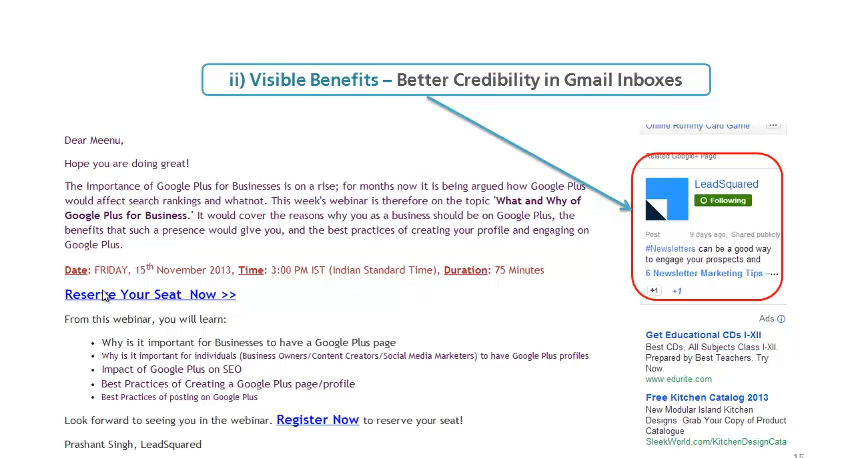 ii) Visible Benefits – Better Credibility in Gmail Inboxes
Dear Meenu,
Hope you are doing great!
The Importance of Google Plus for Businesses is on a rise; for months now it is being argued how Google Plus
would affect search rankings and whatnot. This week's webinar is therefore on the topic 'What and Why of
Google Plus for Business.' It would cover the reasons why you as a business should be on Google Plus, the
benefits that such a presence would give you, and the best practices of creating your profile and engaging on
Google Plus.
Date: FRIDAY, 15th November 2013, Time: 3:00 PM IST (Indian Standard Time), Duration: 75 Minutes
Reserve Your Seat Now >>
From this webinar, you will learn:
• Why is it important for Businesses to have a Google Plus page
• Why is it important for individuals (Business Owners/Content Creators/Social Media Marketers) to have Google Plus profiles
• Impact of Google Plus on SEO
• Best Practices of Creating a Google Plus page/profile
• Best Practices of posting on Google Plus
Look forward to seeing you in the webinar. Register Now to reserve your seat!
Prashant Singh, LeadSquared
Online Rummy Card Game
Related Google+ Page
LeadSquared
Following
Post 9 days ago, Shared publicly
#Newsletters can be a good way
to engage your prospects and
6 Newsletter Marketing Tips –...
+1 +1
Ads
Get Educational CDs I-XII
Best CDs, All Subjects Class I-XII.
Prepared by Best Teachers. Try
Now.
www.edunte.com
Free Kitchen Catalog 2013
New Modular Island Kitchen
Designs. Grab Your Copy of Product
Catalogue
SleekWorld.com/KitchenDesignCata
15